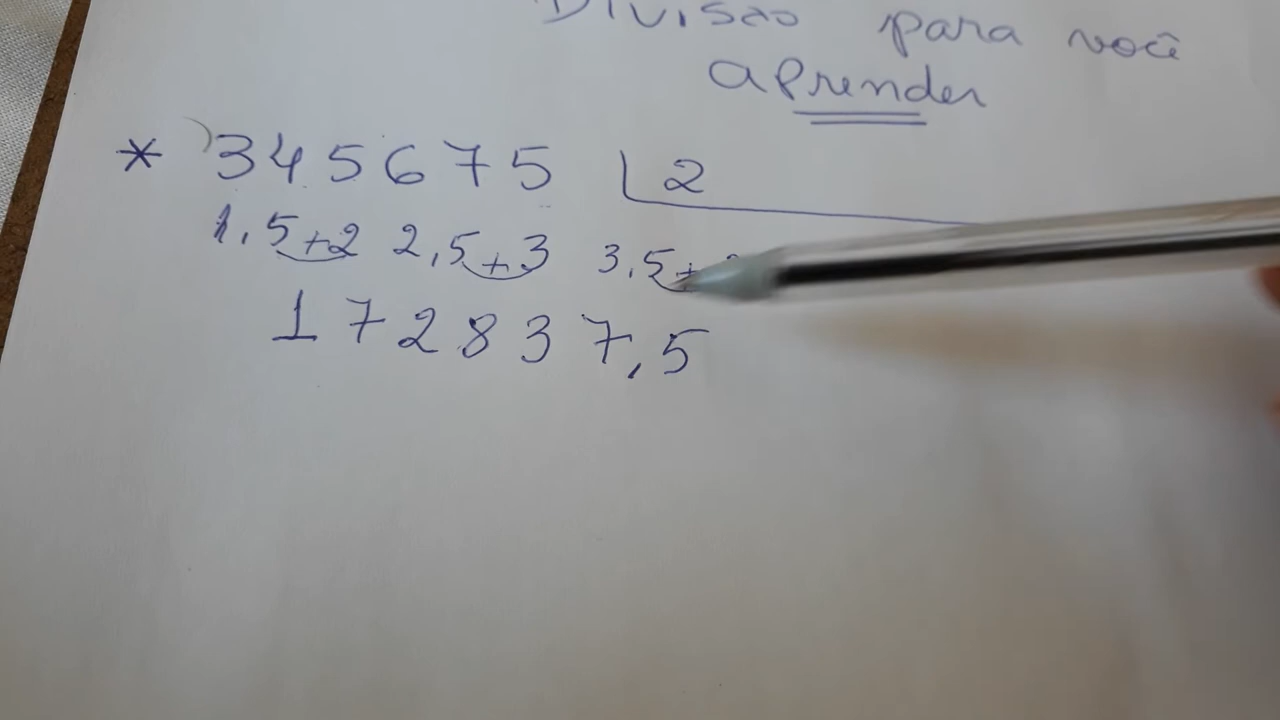 Divisão para você
aprender
* 345675 2
1,5+2 2,5+3 3,5+
172837,5